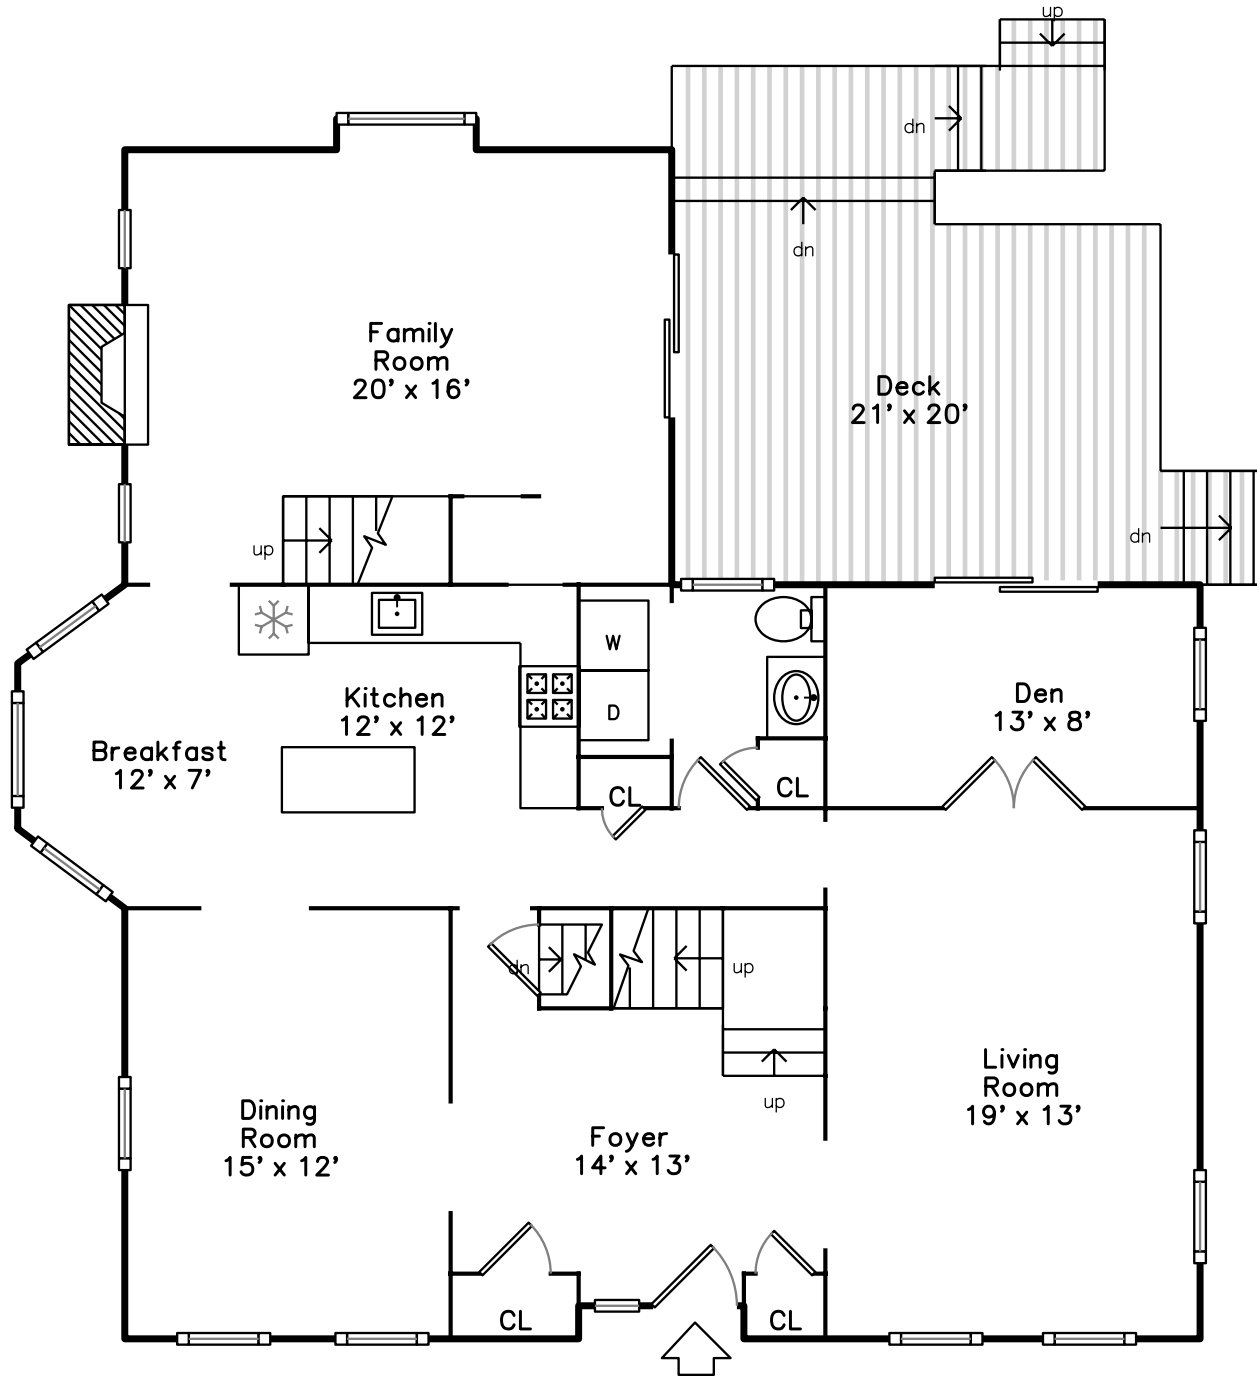 up
dn
dn
Family
Room
20' x 16'
Deck
21' x 20'
up
dn
W
D
Kitchen
12' x 12'
Den
13' x 8'
Breakfast
12' x 7'
CL
CL
dn
up
up
Living
Room
19' x 13'
Dining
Room
15' x 12'
Foyer
14' x 13'
CL
CL